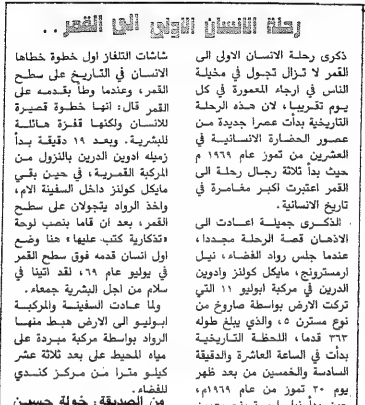 رحلة الانسان الاولى الى القمر..
ذكرى رحلة الانسان الاولى الى
القمر لا تزال تجول في مخيلة
الناس في ارجاء المعمورة في كل
يوم تقريبا، لان هذه الرحلة
التاريخية بدأت عصرا جديدة من
عصور الحضارة الانسانية في
العشرين من تموز عام ١٩٦٩ م
حيث بدأ ثلاثة رجال رحلة الى
القمر اعتبرت اكبر مغامرة في
تاريخ الانسانية.
الذكرى جميلة اعادت الى
الاذهان قصة الرحلة مجددا،
عندما جلس رواد الفضاء، نيل
ارمسترونج، مايكل كولنز وادوين
الدرين في مركبة ابوليو ١١ التي
تركت الارض بواسطة صاروخ من
نوع مسترن ٥، والذي يبلغ طوله
٣٦٣ قدما، اللحظة التاريخية
بدأت في الساعة العاشرة والدقيقة
السادسة والخمسين من بعد ظهر
يوم ٢٠ تموز من عام ١٩٦٩م،
شاشات التلفاز اول خطوة خطاها
الانسان في التاريخ على سطح
القمر، وعندما وطأ بقدمه على
القمر قال: انها خطوة قصيرة
للانسان ولكنها قفزة هائلة
للبشرية. وبعد ١٩ دقيقة بدأ
زميله ادوين الدرين بالنزول من
المركبة القمرية، في حين بقي
مايكل كولنز داخل السفينة الام،
واخذ الرواد يتجولان على سطح
القمر، بعد ان قاما بنصب لوحة
«تذكارية كتب عليها» هنا وضع
اول انسان قدمه فوق سطح القمر
في يوليو عام ٦٩، لقد اتينا في
سلام من اجل البشرية جمعاء.
ولما عادت السفينة والمركبة
ابوليو الى الارض هبط منها
الرواد بواسطة مركبة مبردة على
مياه المحيط على بعد ثلاثة عشر
كيلو مترا من مركز كندي
للفضاء.
من الصديقة: خولة حسين